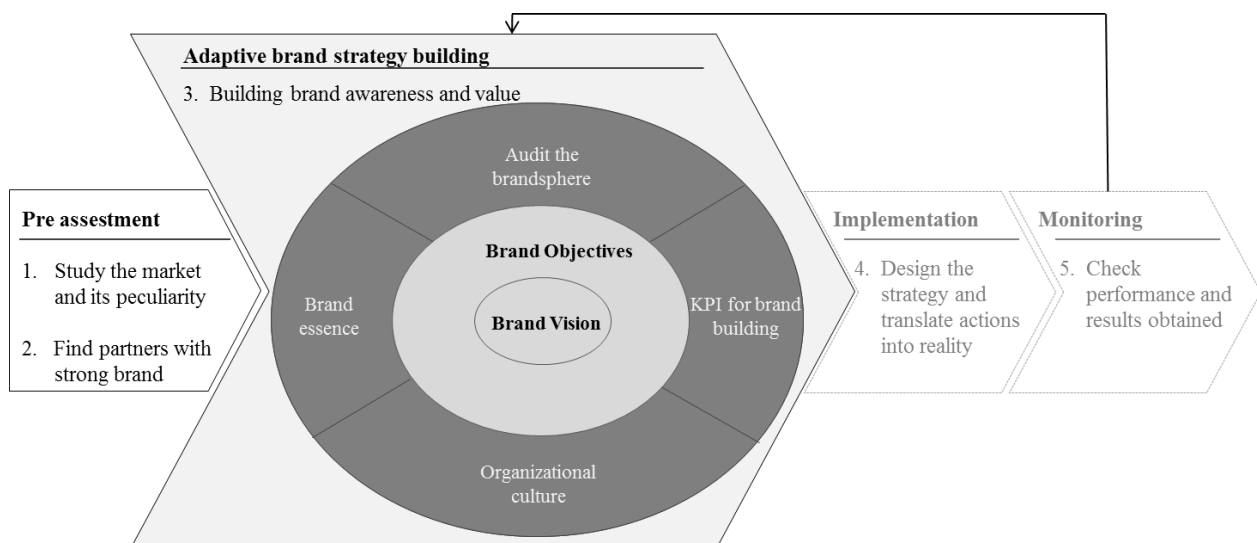 Adaptive brand strategy building
3. Building brand awareness and value
Audit the
brandsphere
Pre assestment
1. Study the market
and its peculiarity
2. Find partners with
strong brand
Brand
essence
Brand Objectives
Brand Vision
KPI for brand
building
Organizational
culture
Implementation
4. Design the
strategy and
translate actions
into reality
Monitoring
5. Check
performance and
results obtained